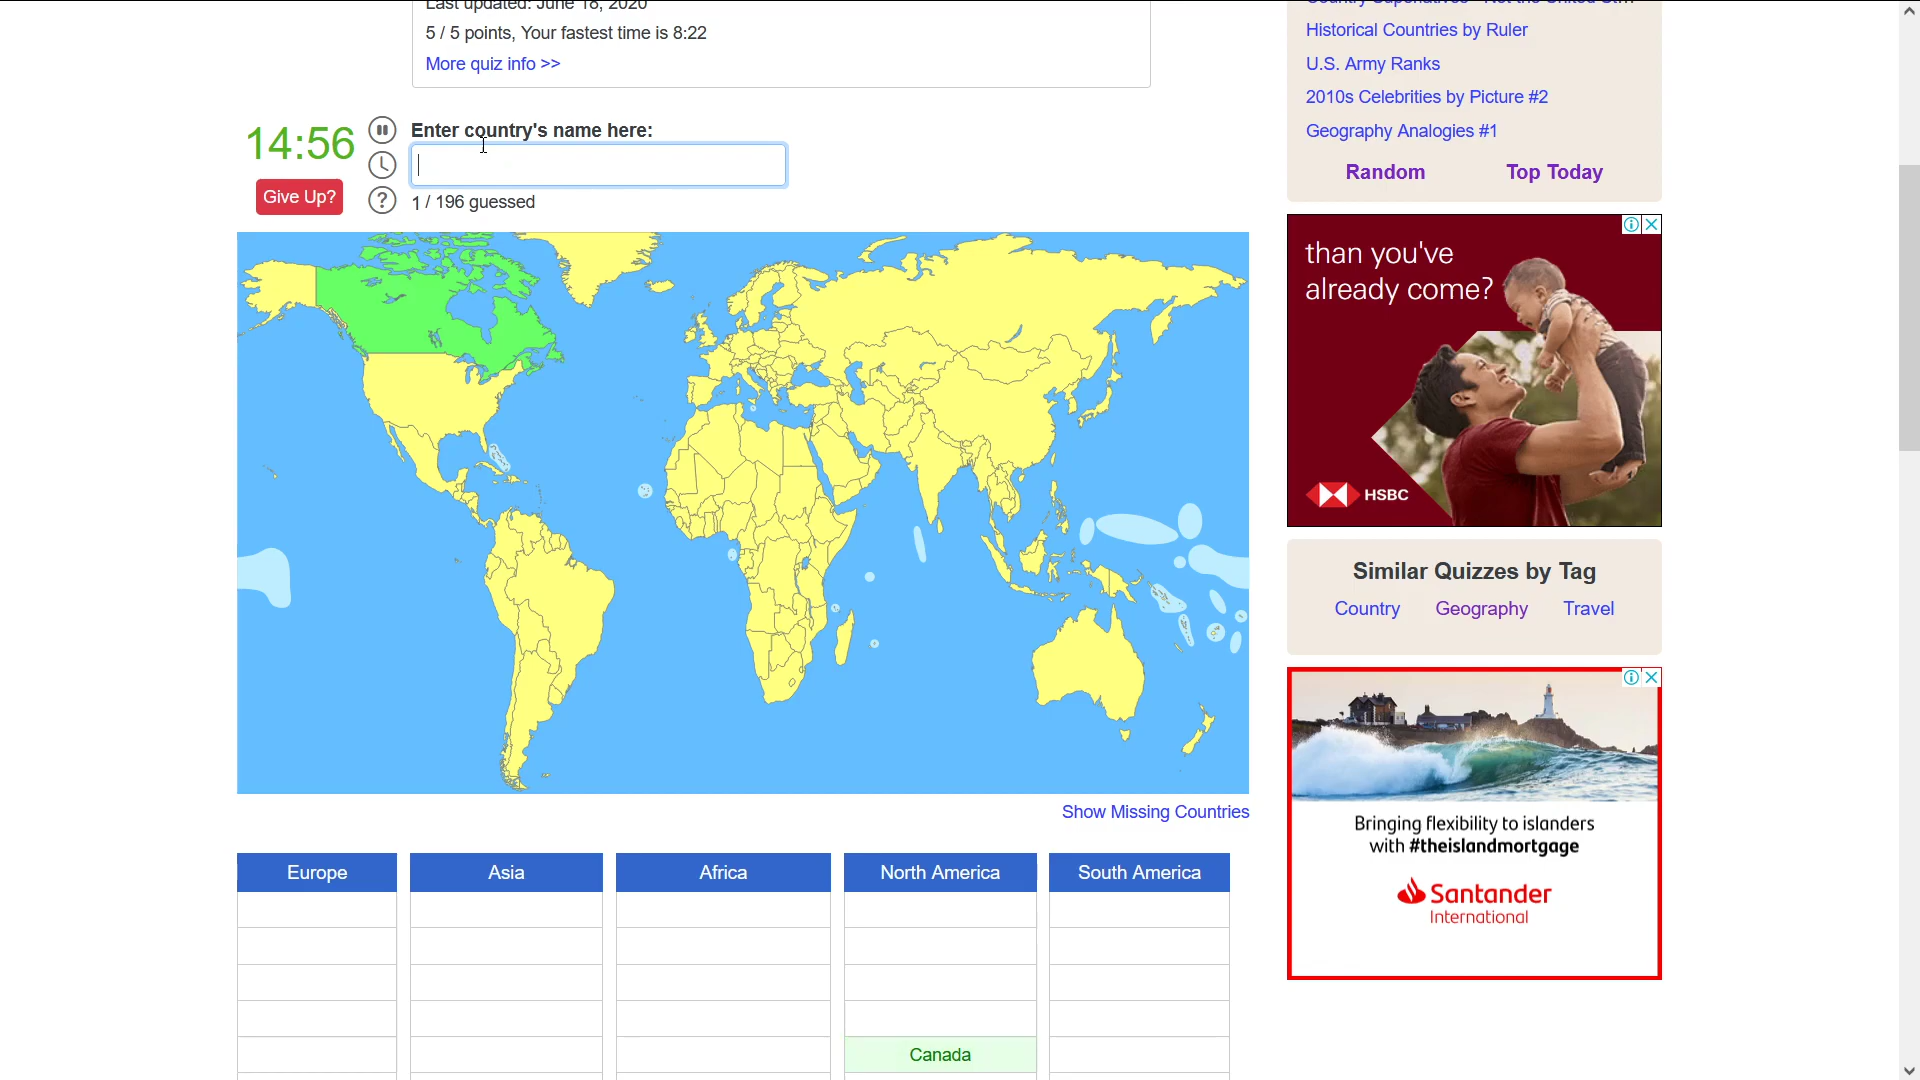 Last updated: June 18, 2020
5 / 5 points, Your fastest time is 8:22
More quiz info >>
14:56
Enter country's name here:
Give Up?
?
1 / 196 guessed
Show Missing Countries
Europe
Asia
Africa
North America
South America
Canada
Historical Countries by Ruler
U.S. Army Ranks
2010s Celebrities by Picture #2
Geography Analogies #1
Random
Top Today
than you've
already come?
HSBC
Similar Quizzes by Tag
Country
Geography
Travel
Bringing flexibility to islanders
with #theislandmortgage
Santander
International